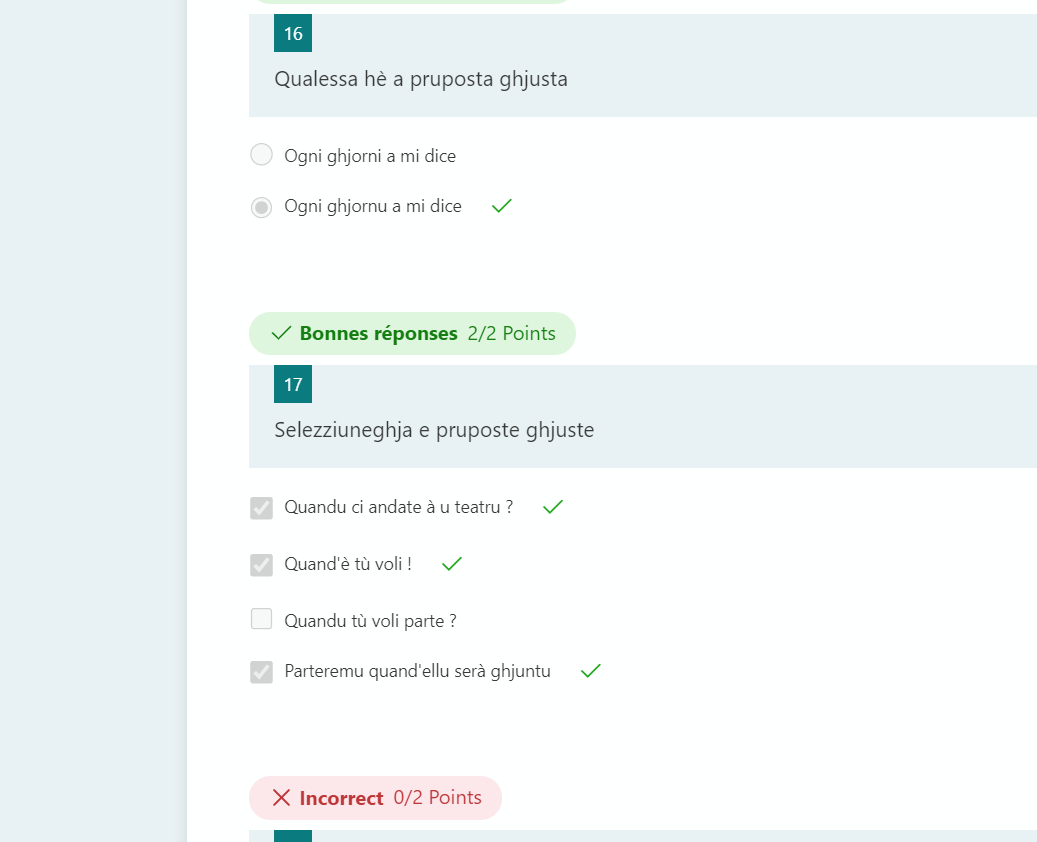 16
Qualessa hè a pruposta ghjusta
Ogni ghjorni a mi dice
Ogni ghjornu a mi dice
Bonnes réponses 2/2 Points
17
Selezziuneghja e pruposte ghjuste
Quandu ci andate à u teatru ?
Quand'è tù voli !
Quandu tù voli parte ?
Parteremu quand'ellu serà ghjuntu
Incorrect 0/2 Points